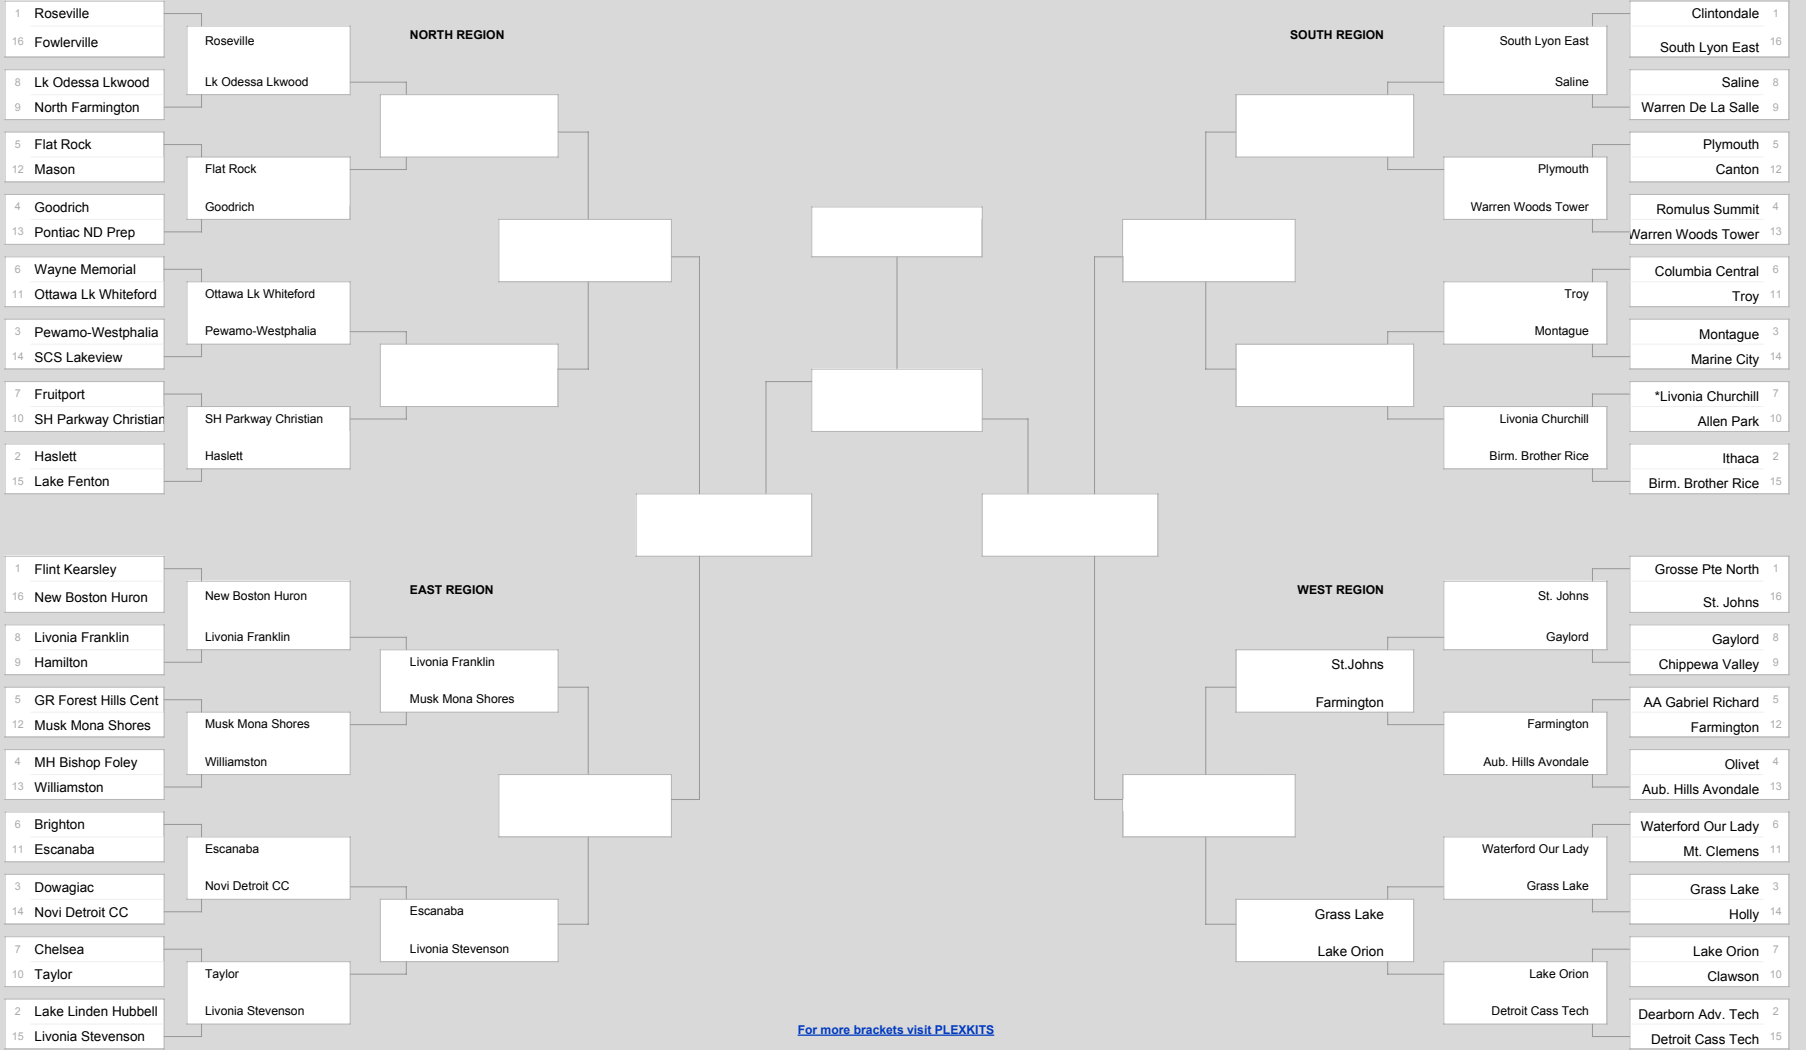 NORTH REGION
1 Roseville
16 Fowlerville
8 Lk Odessa Lkwood
9 North Farmington
5 Flat Rock
12 Mason
4 Goodrich
13 Pontiac ND Prep
6 Wayne Memorial
11 Ottawa Lk Whiteford
3 Pewamo-Westphalia
14 SCS Lakeview
7 Fruitport
10 SH Parkway Christian
2 Haslett
15 Lake Fenton
Roseville
Lk Odessa Lkwood
Flat Rock
Goodrich
Ottawa Lk Whiteford
Pewamo-Westphalia
SH Parkway Christian
Haslett
EAST REGION
1 Flint Kearsley
16 New Boston Huron
8 Livonia Franklin
9 Hamilton
5 GR Forest Hills Cent
12 Musk Mona Shores
4 MH Bishop Foley
13 Williamston
6 Brighton
11 Escanaba
3 Dowagiac
14 Novi Detroit CC
7 Chelsea
10 Taylor
2 Lake Linden Hubbell
15 Livonia Stevenson
New Boston Huron
Livonia Franklin
Musk Mona Shores
Williamston
Escanaba
Novi Detroit CC
Taylor
Livonia Stevenson
Livonia Franklin
Musk Mona Shores
Escanaba
Livonia Stevenson
SOUTH REGION
Clintondale 1
South Lyon East 16
Saline 8
Warren De La Salle 9
Plymouth 5
Canton 12
Romulus Summit 4
Warren Woods Tower 13
Columbia Central 6
Troy 11
Montague 3
Marine City 14
*Livonia Churchill 7
Allen Park 10
Ithaca 2
Birm. Brother Rice 15
South Lyon East
Saline
Plymouth
Warren Woods Tower
Troy
Montague
Livonia Churchill
Birm. Brother Rice
WEST REGION
Grosse Pte North 1
St. Johns 16
Gaylord 8
Chippewa Valley 9
AA Gabriel Richard 5
Farmington 12
Olivet 4
Aub. Hills Avondale 13
Waterford Our Lady 6
Mt. Clemens 11
Grass Lake 3
Holly 14
Lake Orion 7
Clawson 10
Dearborn Adv. Tech 2
Detroit Cass Tech 15
St. Johns
Gaylord
Farmington
Aub. Hills Avondale
Waterford Our Lady
Grass Lake
Lake Orion
Detroit Cass Tech
St.Johns
Farmington
Grass Lake
Lake Orion
For more brackets visit PLEXKITS